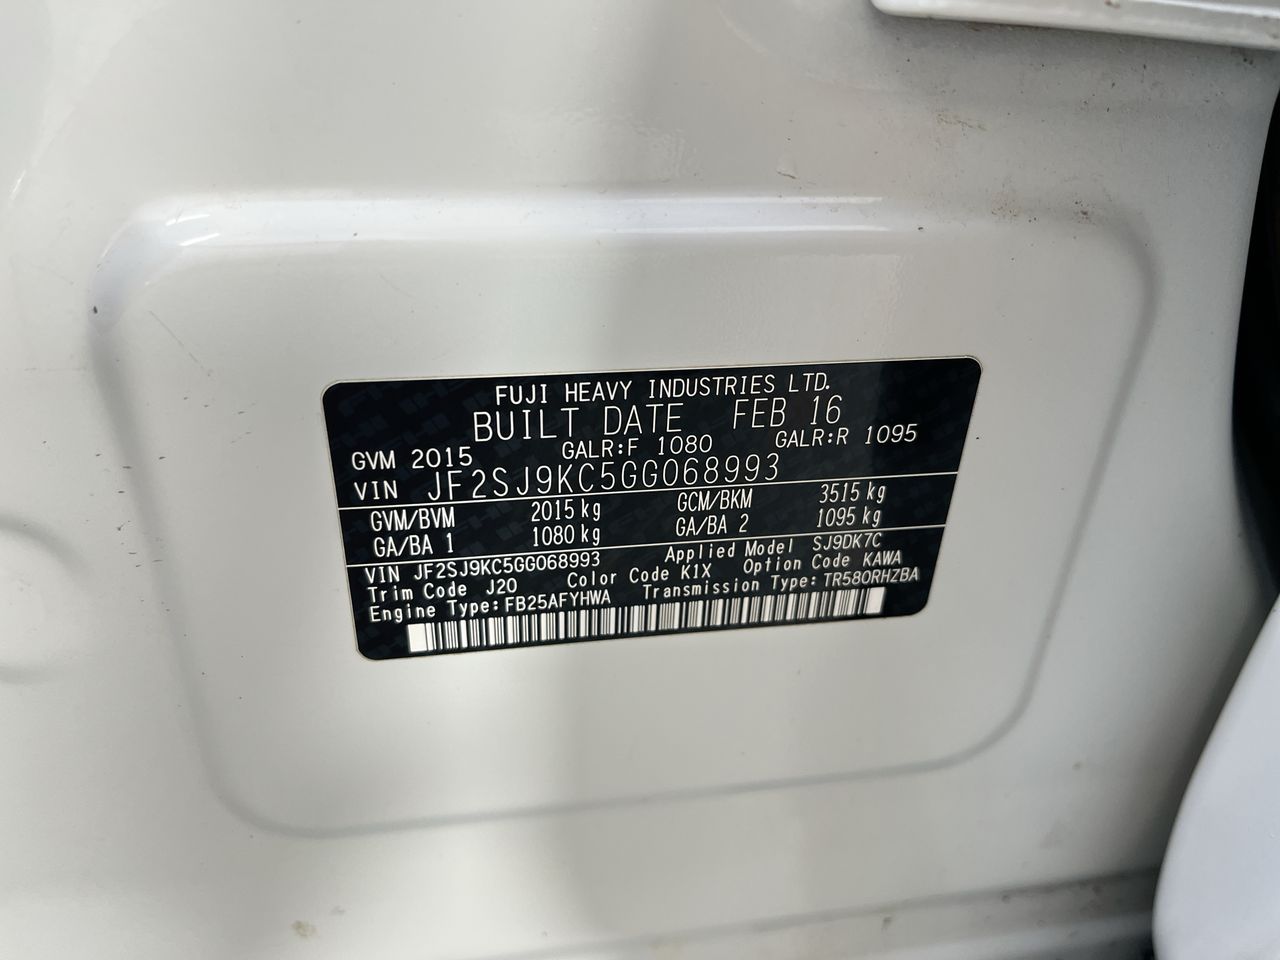 FUJI HEAVY INDUSTRIES LTD.
BUILT DATE FEB 16
GVM 2015 GALR:F 1080 GALR:R 1095
VIN JF2SJ9KC5GG068993
GVM/BVM 2015 kg GCM/BKM 3515 kg
GA/BA 1 1080 kg GA/BA 2 1095 kg
VIN JF2SJ9KC5GG068993 Applied Model SJ9DK7C
Trim Code J20 Color Code K1X Option Code KAWA
Engine Type:FB25AFYHWA Transmission Type:TR580RHZBA